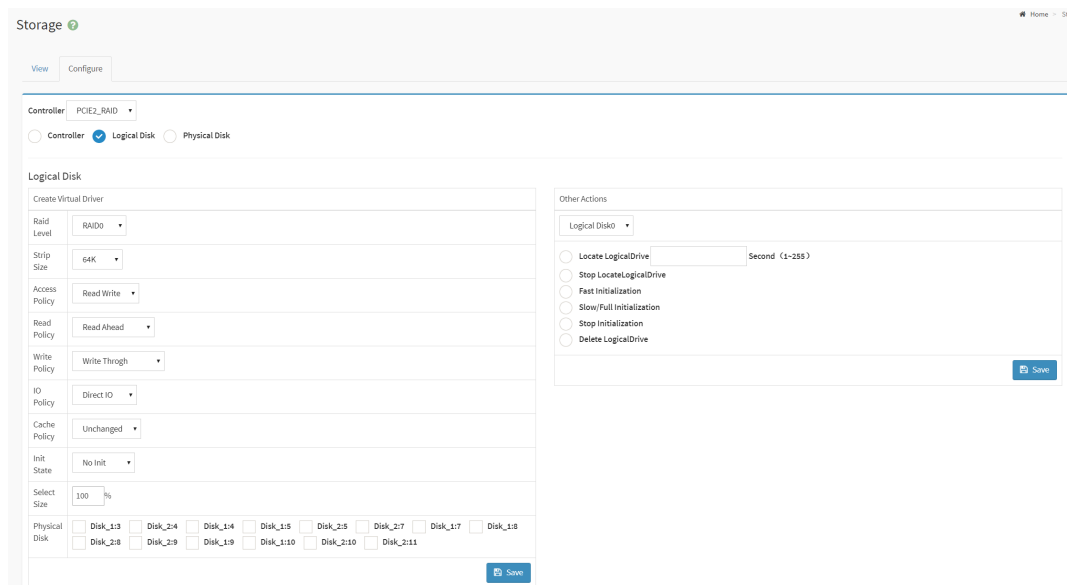 Home > St
Storage
View Configure
Controller PCIE2_RAID
Controller Logical Disk Physical Disk
Logical Disk
Create Virtual Driver
Raid Level RAID0
Strip Size 64K
Access Policy Read Write
Read Policy Read Ahead
Write Policy Write Throgh
IO Policy Direct IO
Cache Policy Unchanged
Init State No Init
Select Size 100 %
Physical Disk Disk_1:3 Disk_2:4 Disk_1:4 Disk_1:5 Disk_2:5 Disk_2:7 Disk_1:7 Disk_1:8
Disk_2:8 Disk_2:9 Disk_1:9 Disk_1:10 Disk_2:10 Disk_2:11
Save
Other Actions
Logical Disk0
Locate LogicalDrive Second（1~255）
Stop LocateLogicalDrive
Fast Initialization
Slow/Full Initialization
Stop Initialization
Delete LogicalDrive
Save